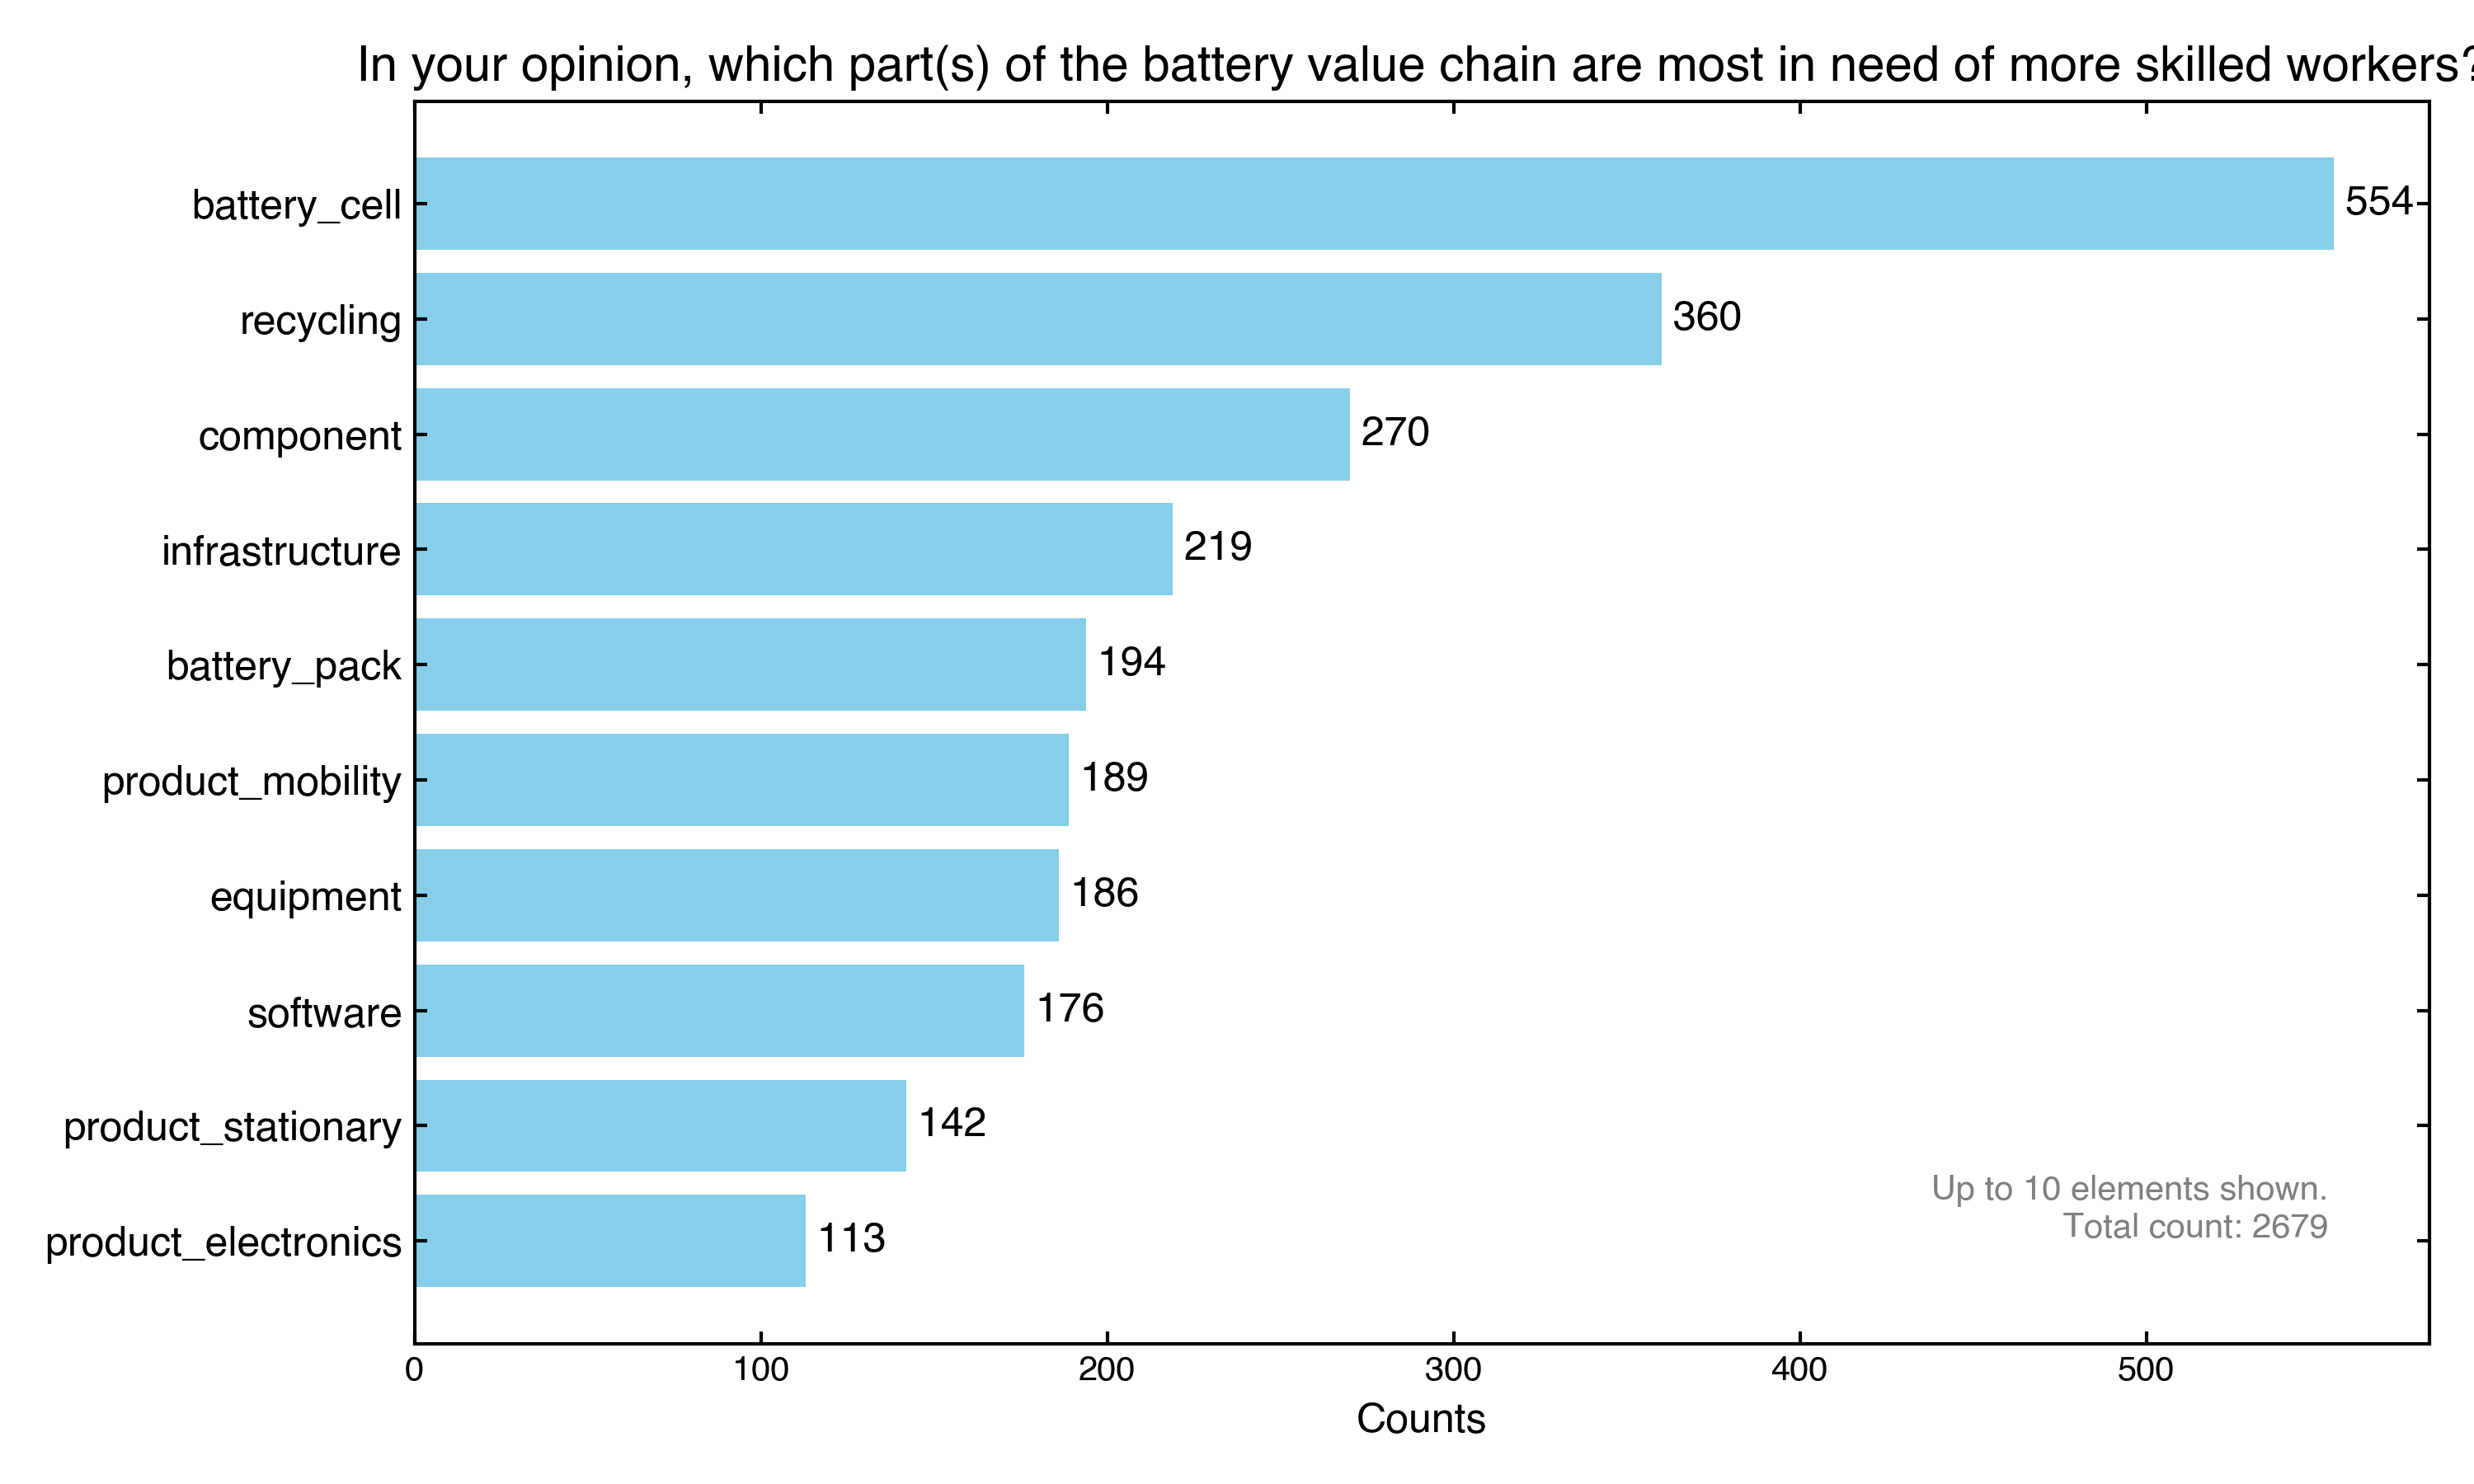 In your opinion, which part(s) of the battery value chain are most in need of more skilled workers?
battery_cell 554
recycling 360
component 270
infrastructure 219
battery_pack 194
product_mobility 189
equipment 186
software 176
product_stationary 142
product_electronics 113
Up to 10 elements shown.
Total count: 2679
0 100 200 300 400 500
Counts